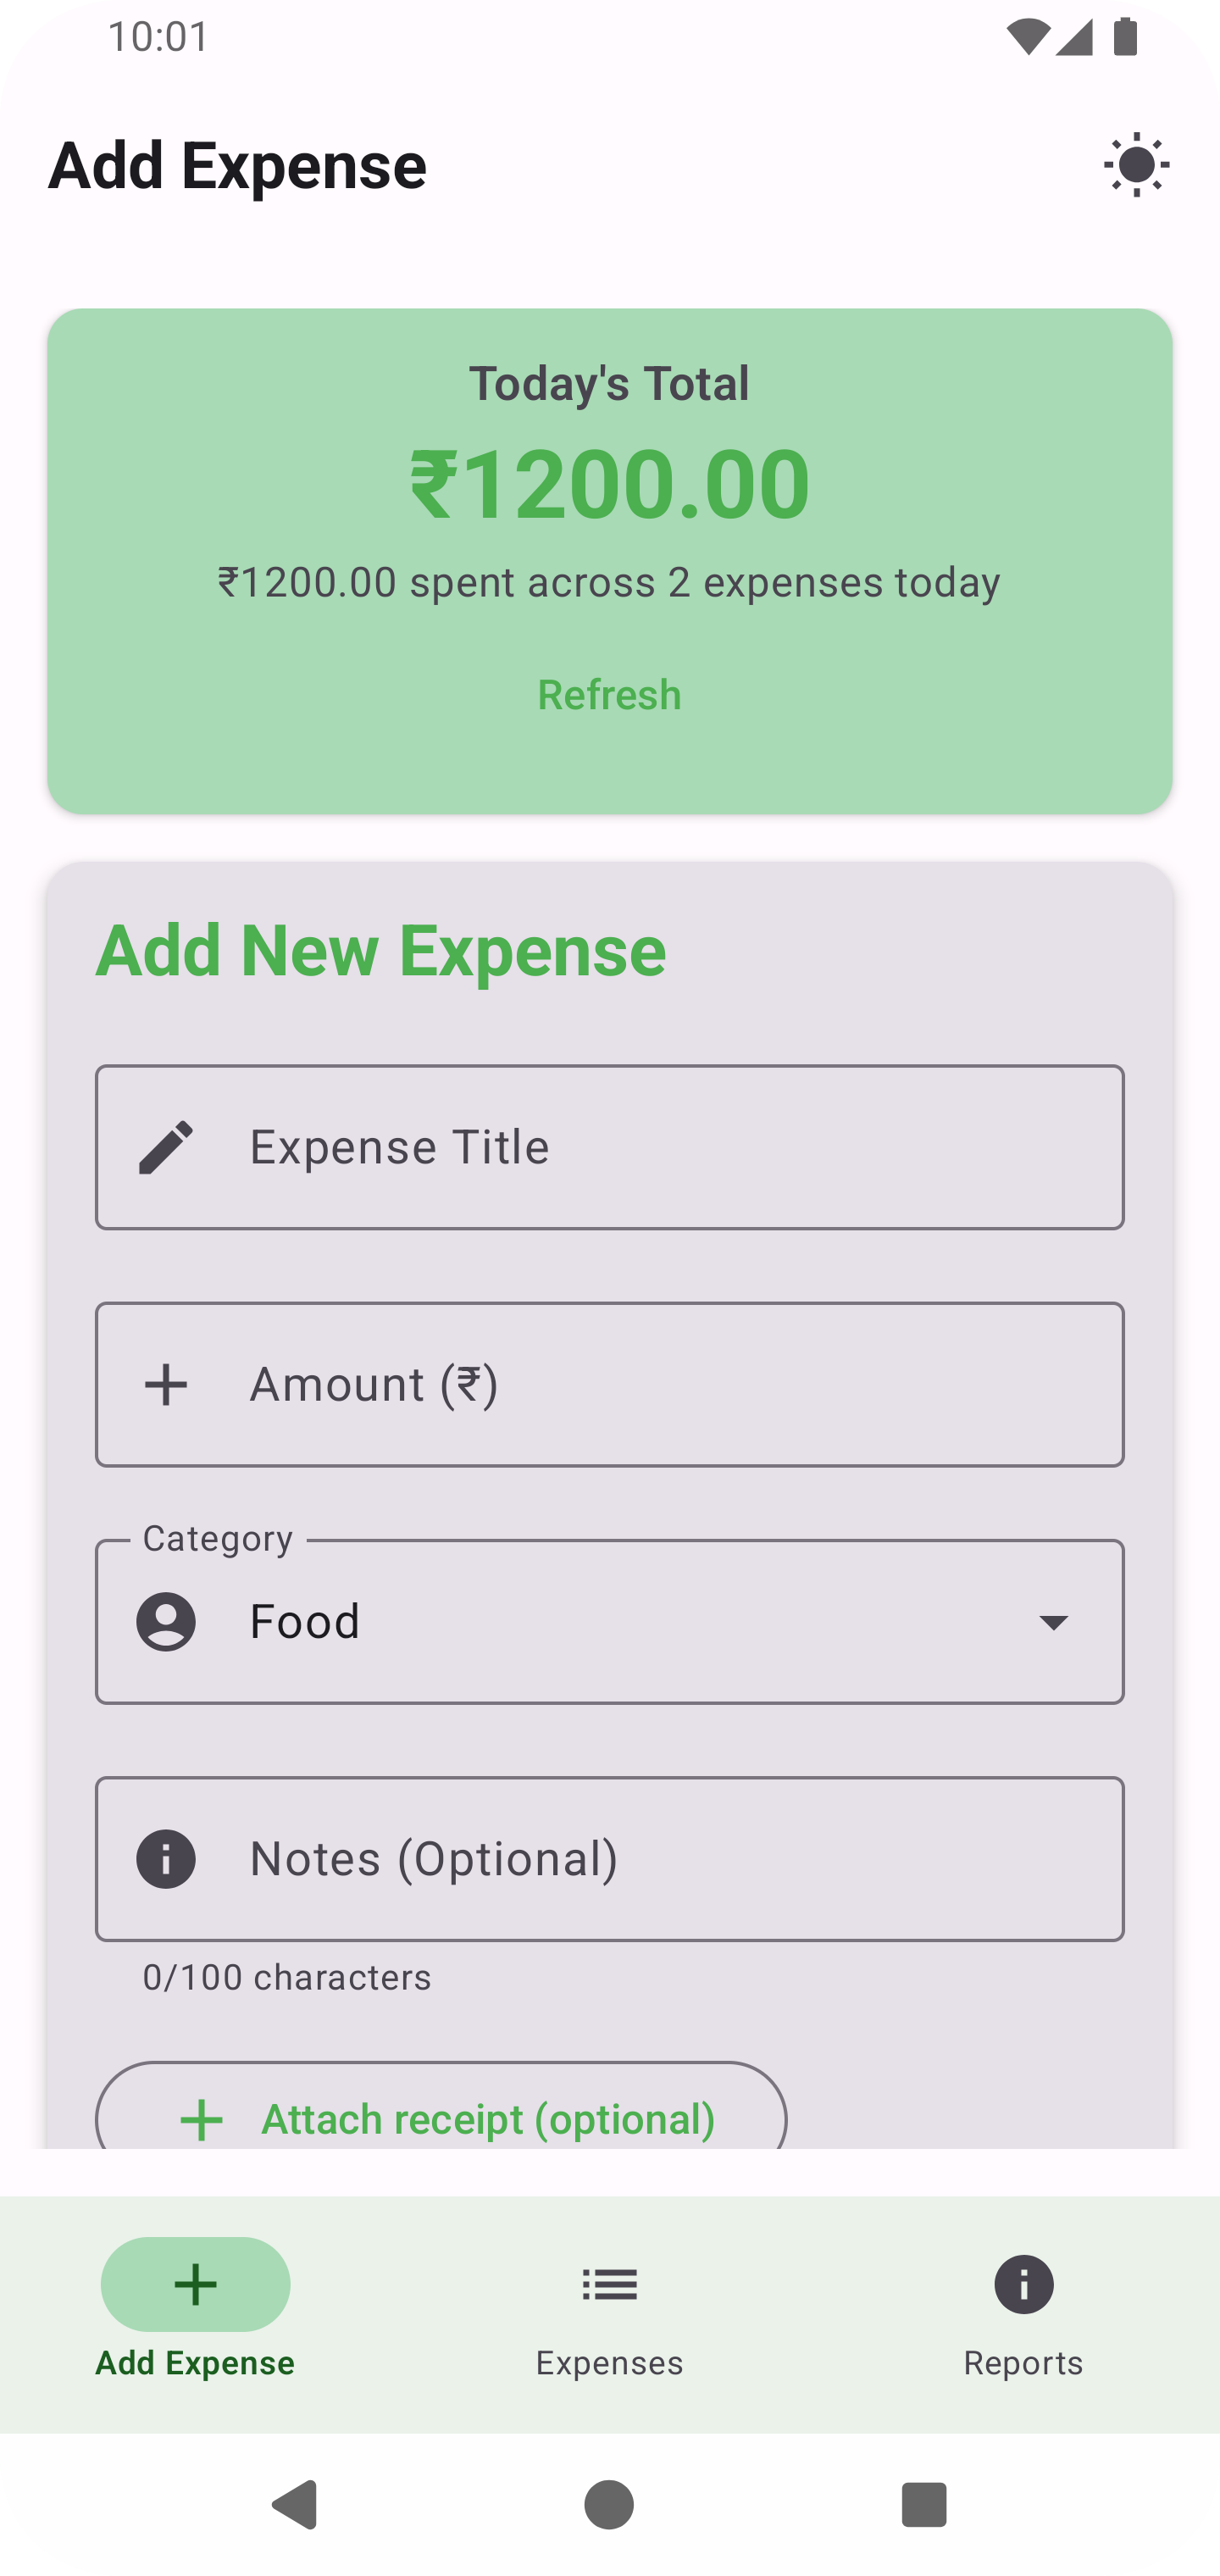 10:01
Add Expense
Today's Total
₹1200.00
₹1200.00 spent across 2 expenses today
Refresh
Add New Expense
Expense Title
Amount (₹)
Category
Food
Notes (Optional)
0/100 characters
Attach receipt (optional)
Add Expense
Expenses
Reports